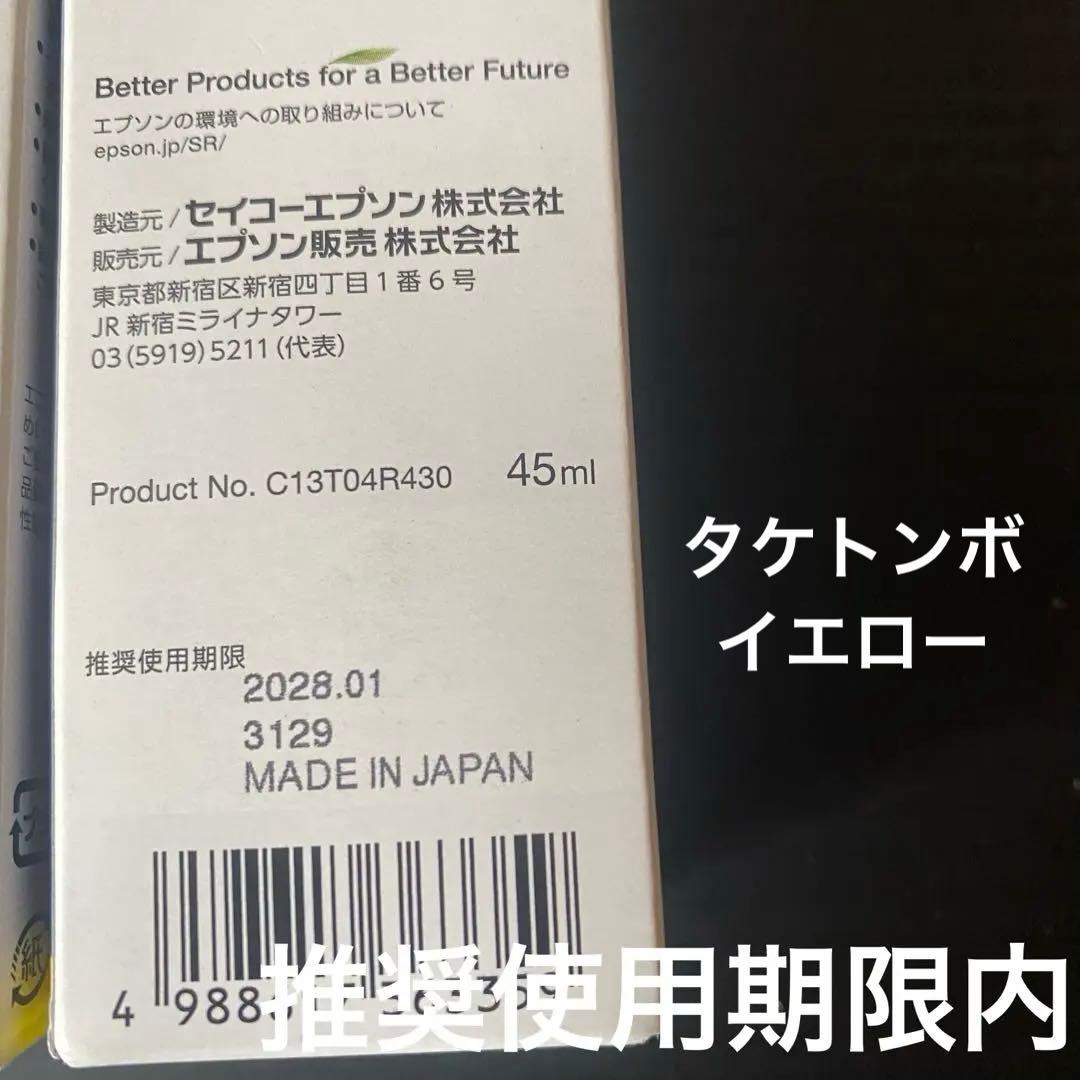 Better Products for a Better Future
エプソンの環境への取り組みについて
epson.jp/SR/
製造元/セイコーエプソン株式会社
販売元/エプソン販売 株式会社
東京都新宿区新宿四丁目1番6号
JR 新宿ミライナタワー
03(5919)5211(代表)
Product No. C13T04R430 45ml
タケトンボ
イエロー
推奨使用期限
2028.01
3129
MADE IN JAPAN
推奨使用期限内
紙